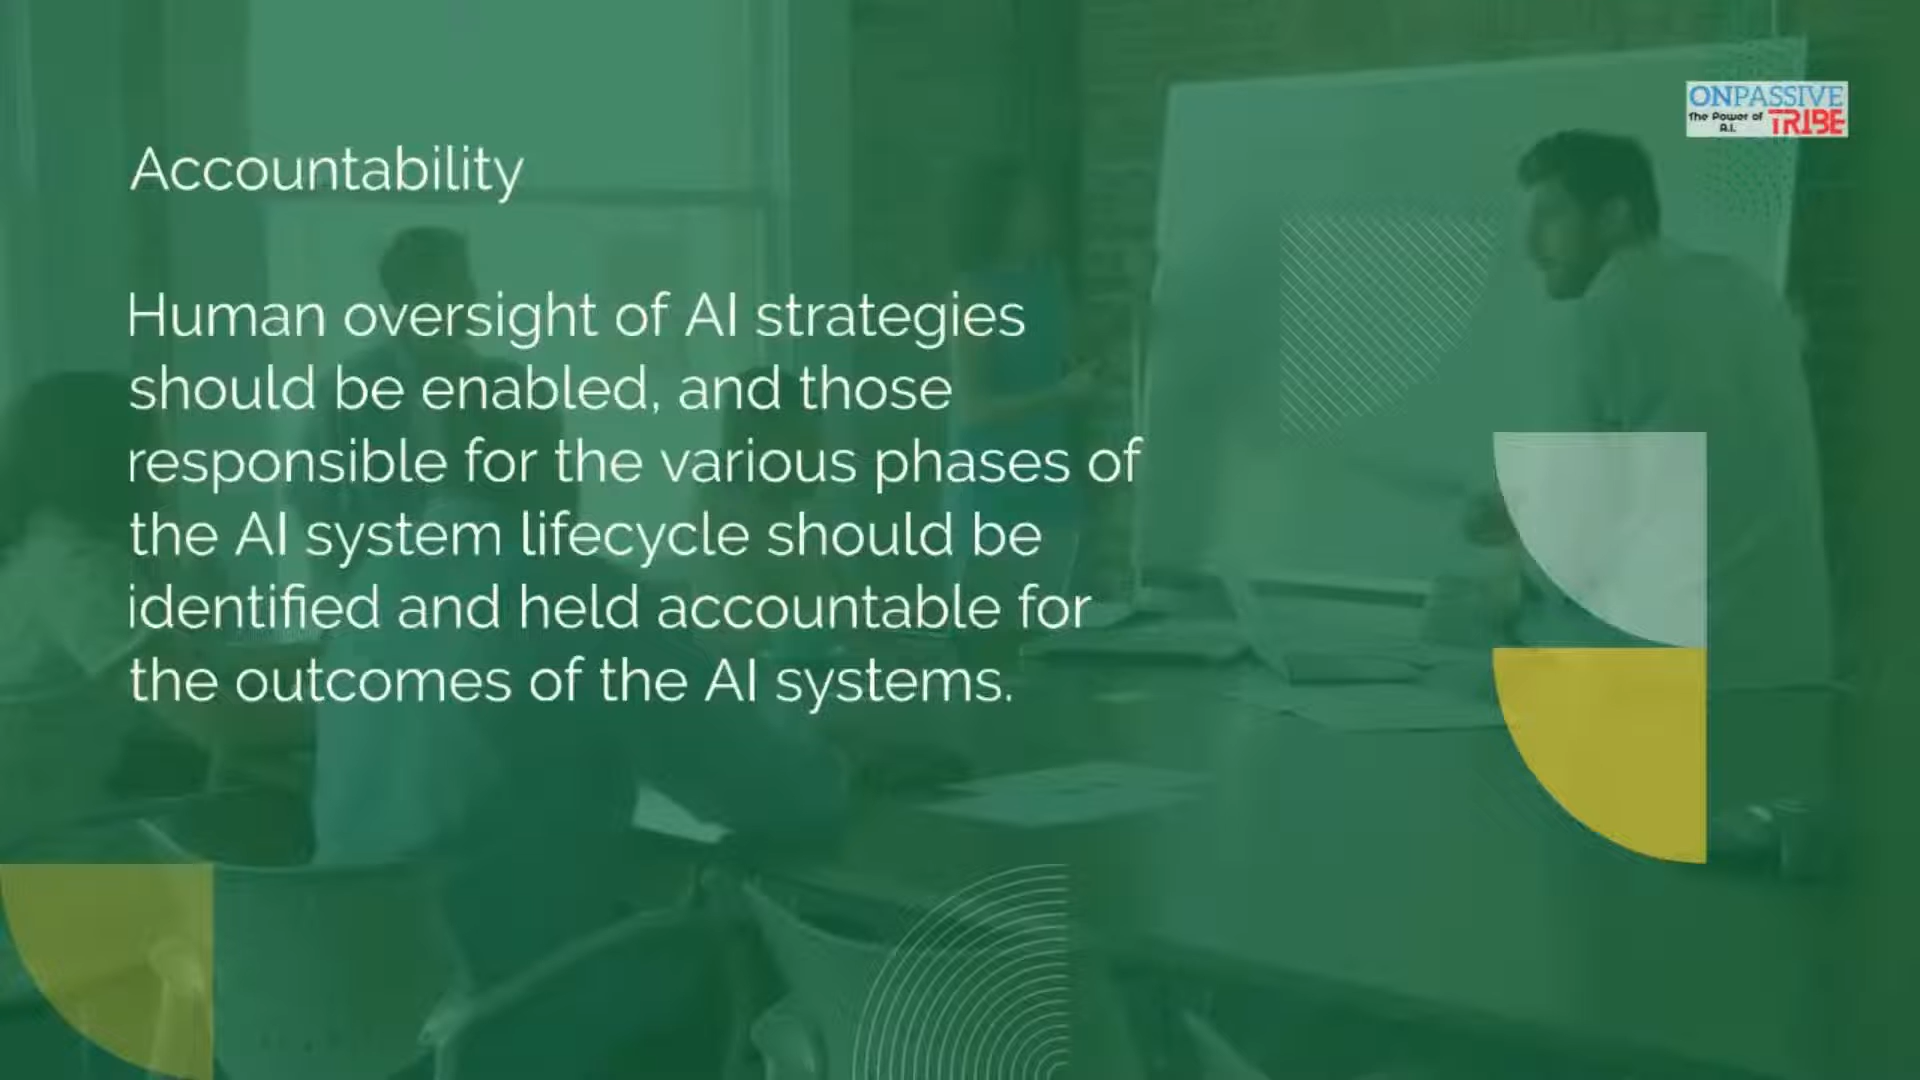 ONPASSIVE
The Power of
A.I.
TRIBE
Accountability
Human oversight of AI strategies
should be enabled, and those
responsible for the various phases of
the AI system lifecycle should be
identified and held accountable for
the outcomes of the AI systems.